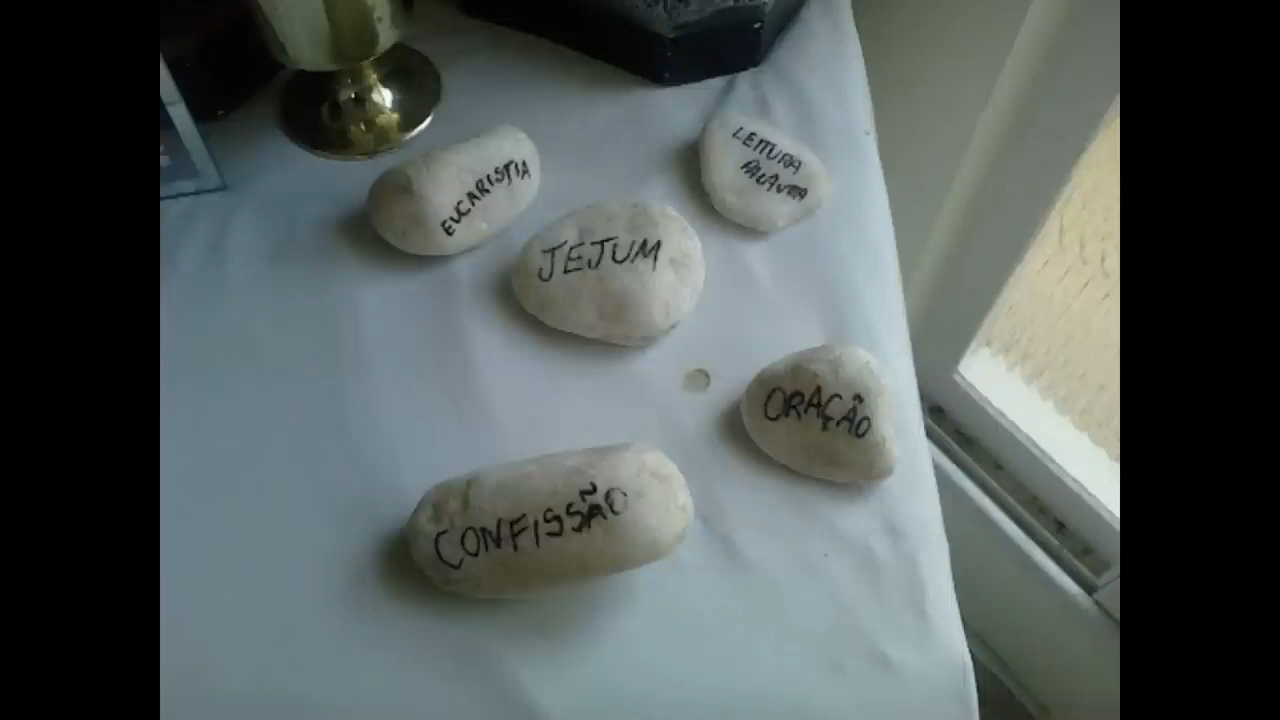 EUCARISTIA
LEITURA
PALAVRA
JEJUM
ORAÇÃO
CONFISSÃO